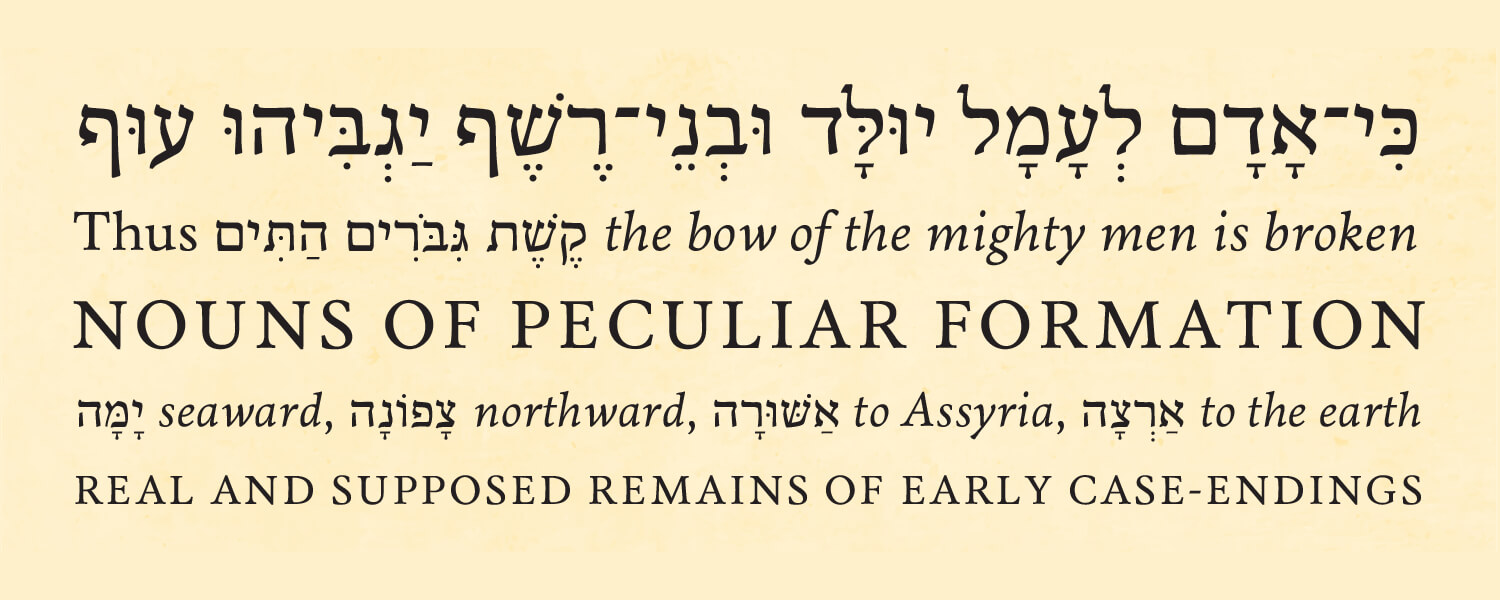 כִּי־אָדָם לְעָמָל יוּלָּד וּבְנֵי־רֶשֶׁף יַגְבִּיהוּ עוּף
Thus קֶשֶׁת גִּבֹּרִים הַתִּים the bow of the mighty men is broken
NOUNS OF PECULIAR FORMATION
יָמָּה seaward, צָפוֹנָה northward, אַשּׁוּרָה to Assyria, אַרְצָה to the earth
REAL AND SUPPOSED REMAINS OF EARLY CASE-ENDINGS